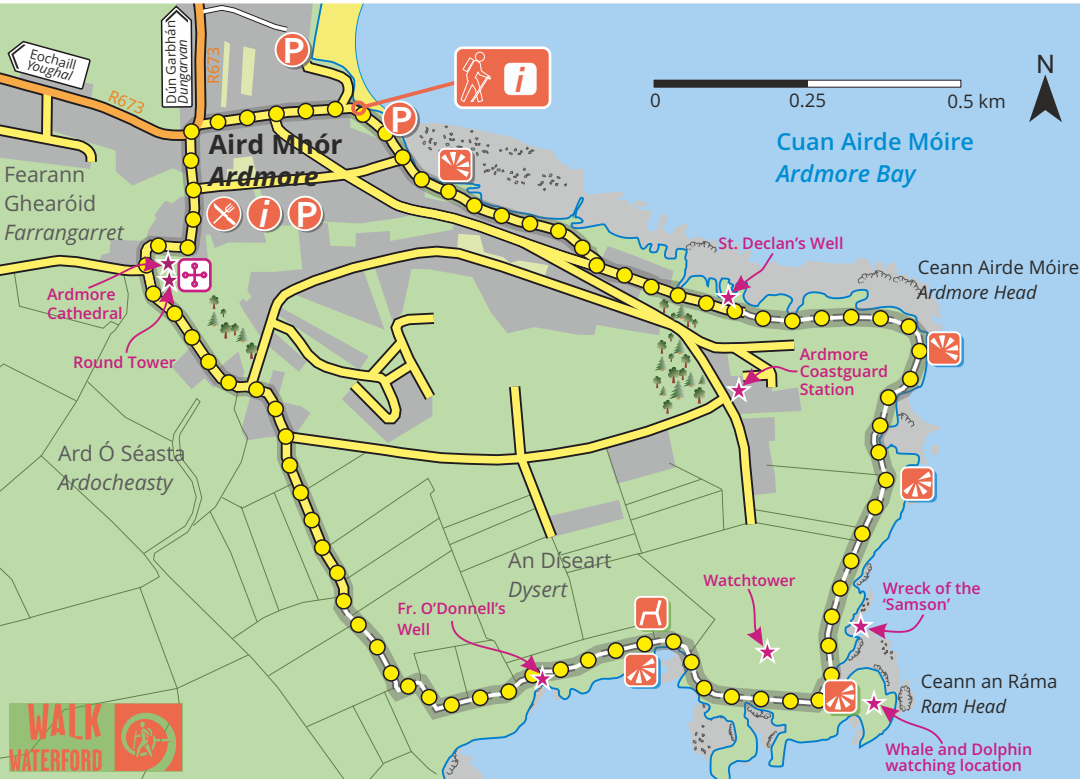 Eochaill
Youghal
Dún Garbhán
Dungarvan
R673
R673
P
i
P
N
0
0.25
0.5 km
Cuan Airde Móire
Ardmore Bay
Aird Mhór
Ardmore
i
P
Fearann
Ghearóid
Farrangarret
Ardmore
Cathedral
Round Tower
St. Declan's Well
Ceann Airde Móire
Ardmore Head
Ardmore
Coastguard
Station
Ard Ó Séasta
Ardocheasty
An Díseart
Dysert
Fr. O'Donnell's
Well
Watchtower
Wreck of the
'Samson'
Ceann an Ráma
Ram Head
Whale and Dolphin
watching location
WALK
WATERFORD